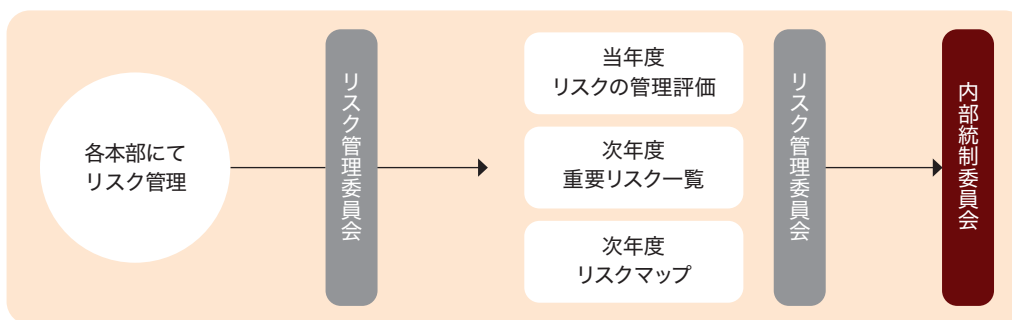 各本部にて
リスク管理
リスク管理委員会
当年度
リスクの管理評価
次年度
重要リスク一覧
次年度
リスクマップ
リスク管理委員会
内部統制委員会